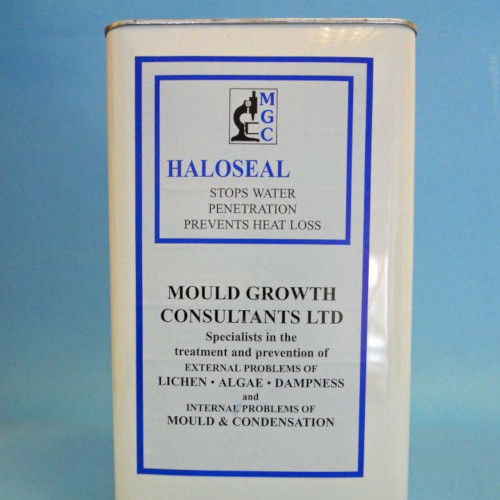 MGC
HALOSEAL
STOPS WATER
PENETRATION
PREVENTS HEAT LOSS
MOULD GROWTH
CONSULTANTS LTD
Specialists in the
treatment and prevention of
EXTERNAL PROBLEMS OF
LICHEN • ALGAE • DAMPNESS
and
INTERNAL PROBLEMS OF
MOULD & CONDENSATION